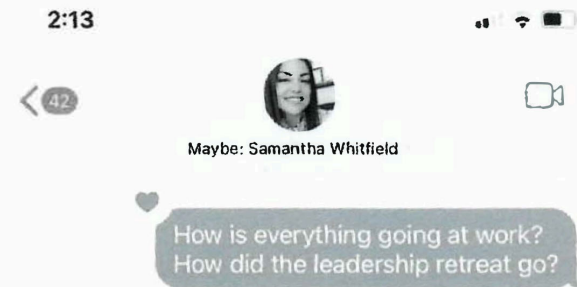 2:13
42
Maybe: Samantha Whitfield
How is everything going at work?
How did the leadership retreat go?